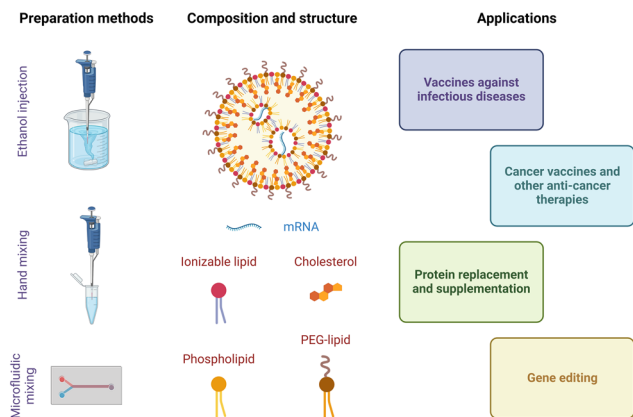 Preparation methods
Composition and structure
Applications
Ethanol injection
Hand mixing
Microfluidic
mixing
mRNA
Ionizable lipid
Cholesterol
Phospholipid
PEG-lipid
Vaccines against
infectious diseases
Cancer vaccines and
other anti-cancer
therapies
Protein replacement
and supplementation
Gene editing